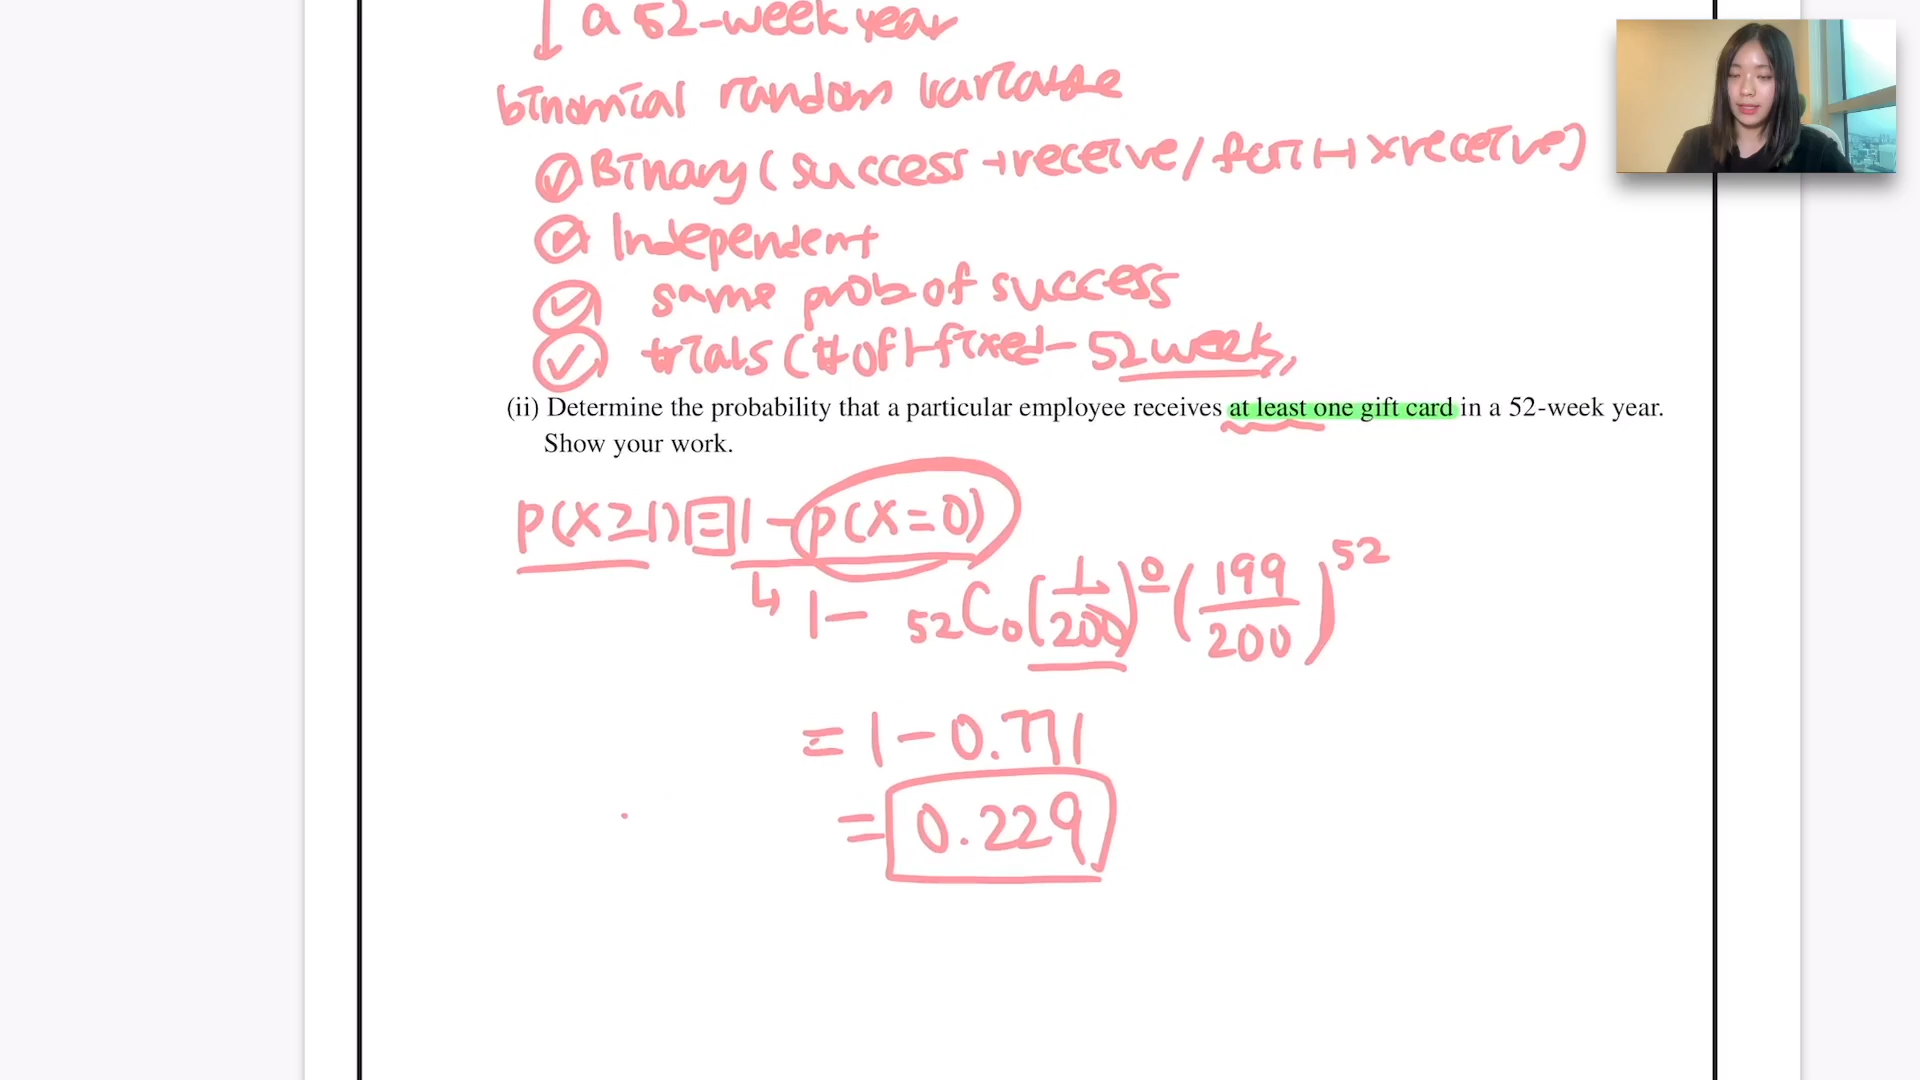 a 52-week year
binomial random variable
Binary (success → receive / fail → x receive)
Independent
same prob of success
trials (# of) → fixed - 52 week
(ii) Determine the probability that a particular employee receives at least one gift card in a 52-week year.
Show your work.
P(X≥1) = 1 - P(X=0)
↳ 1 - 52C0 (1/200)^0 (199/200)^52
= 1 - 0.771
= 0.229